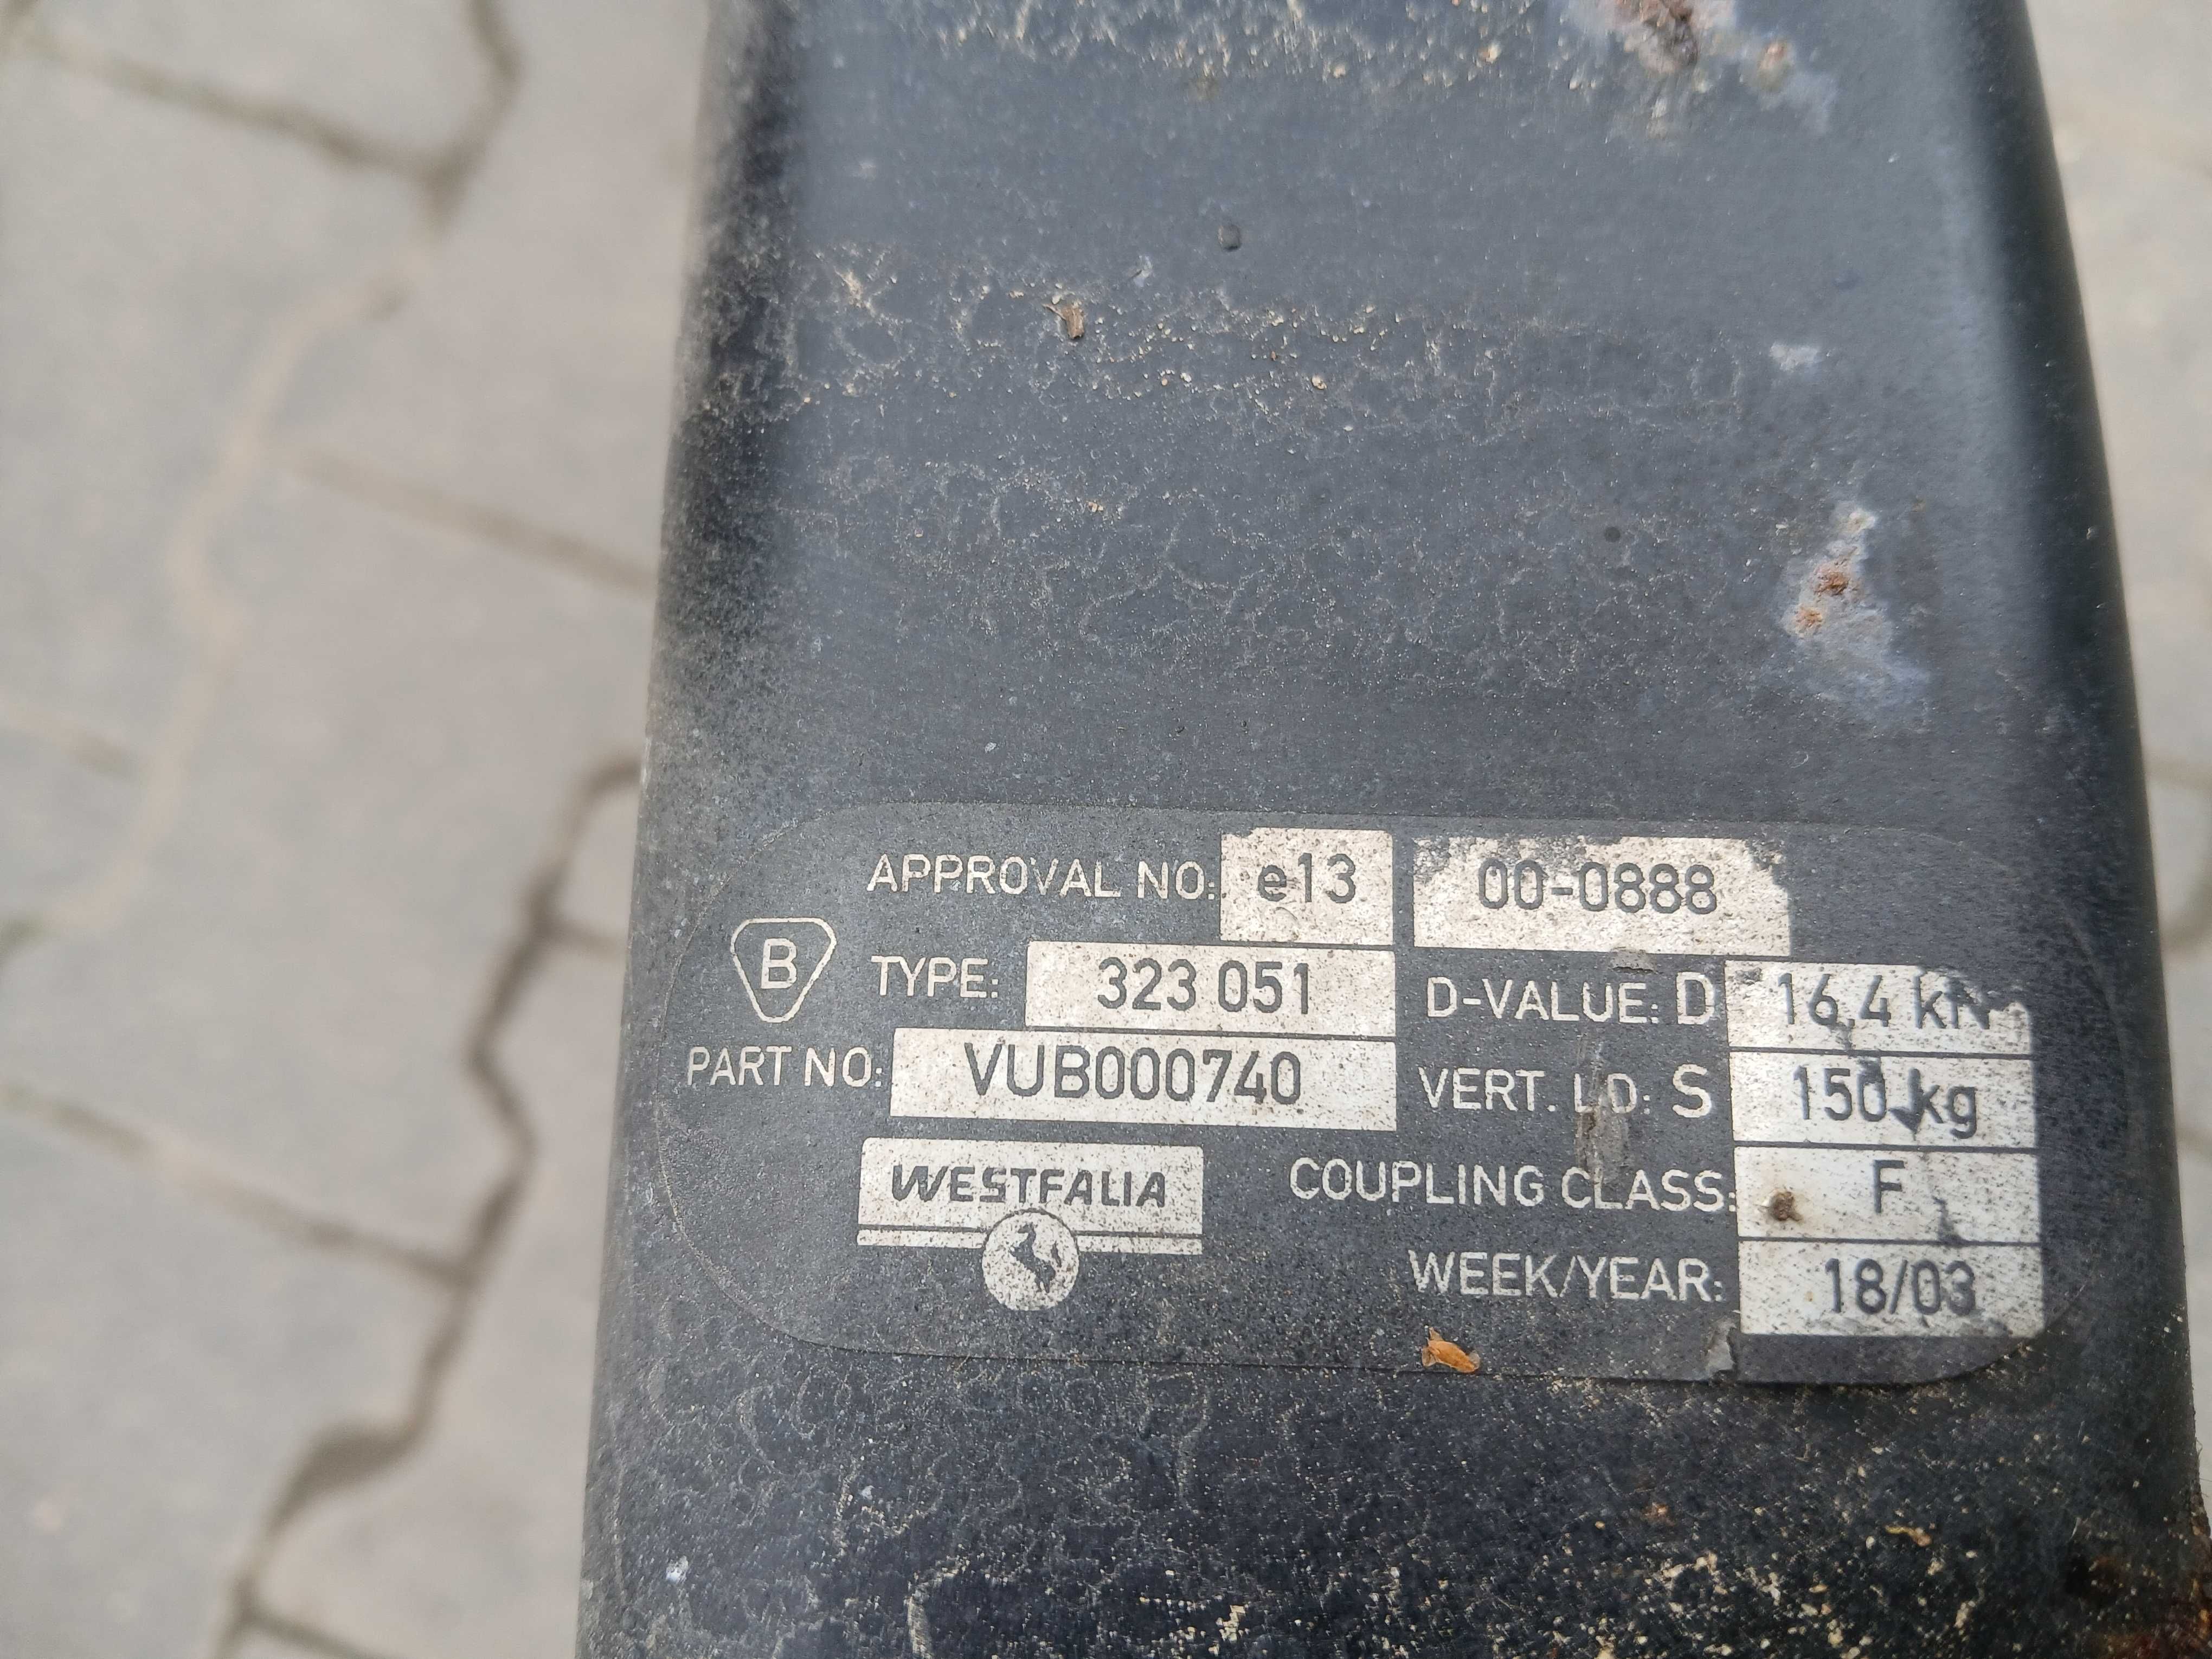 APPROVAL NO: e13 00-0888
B
TYPE: 323 051
D-VALUE: D 16,4 kN
PART NO: VUB000740
VERT. LD: S 150 kg
WESTFALIA
COUPLING CLASS: F
WEEK/YEAR: 18/03